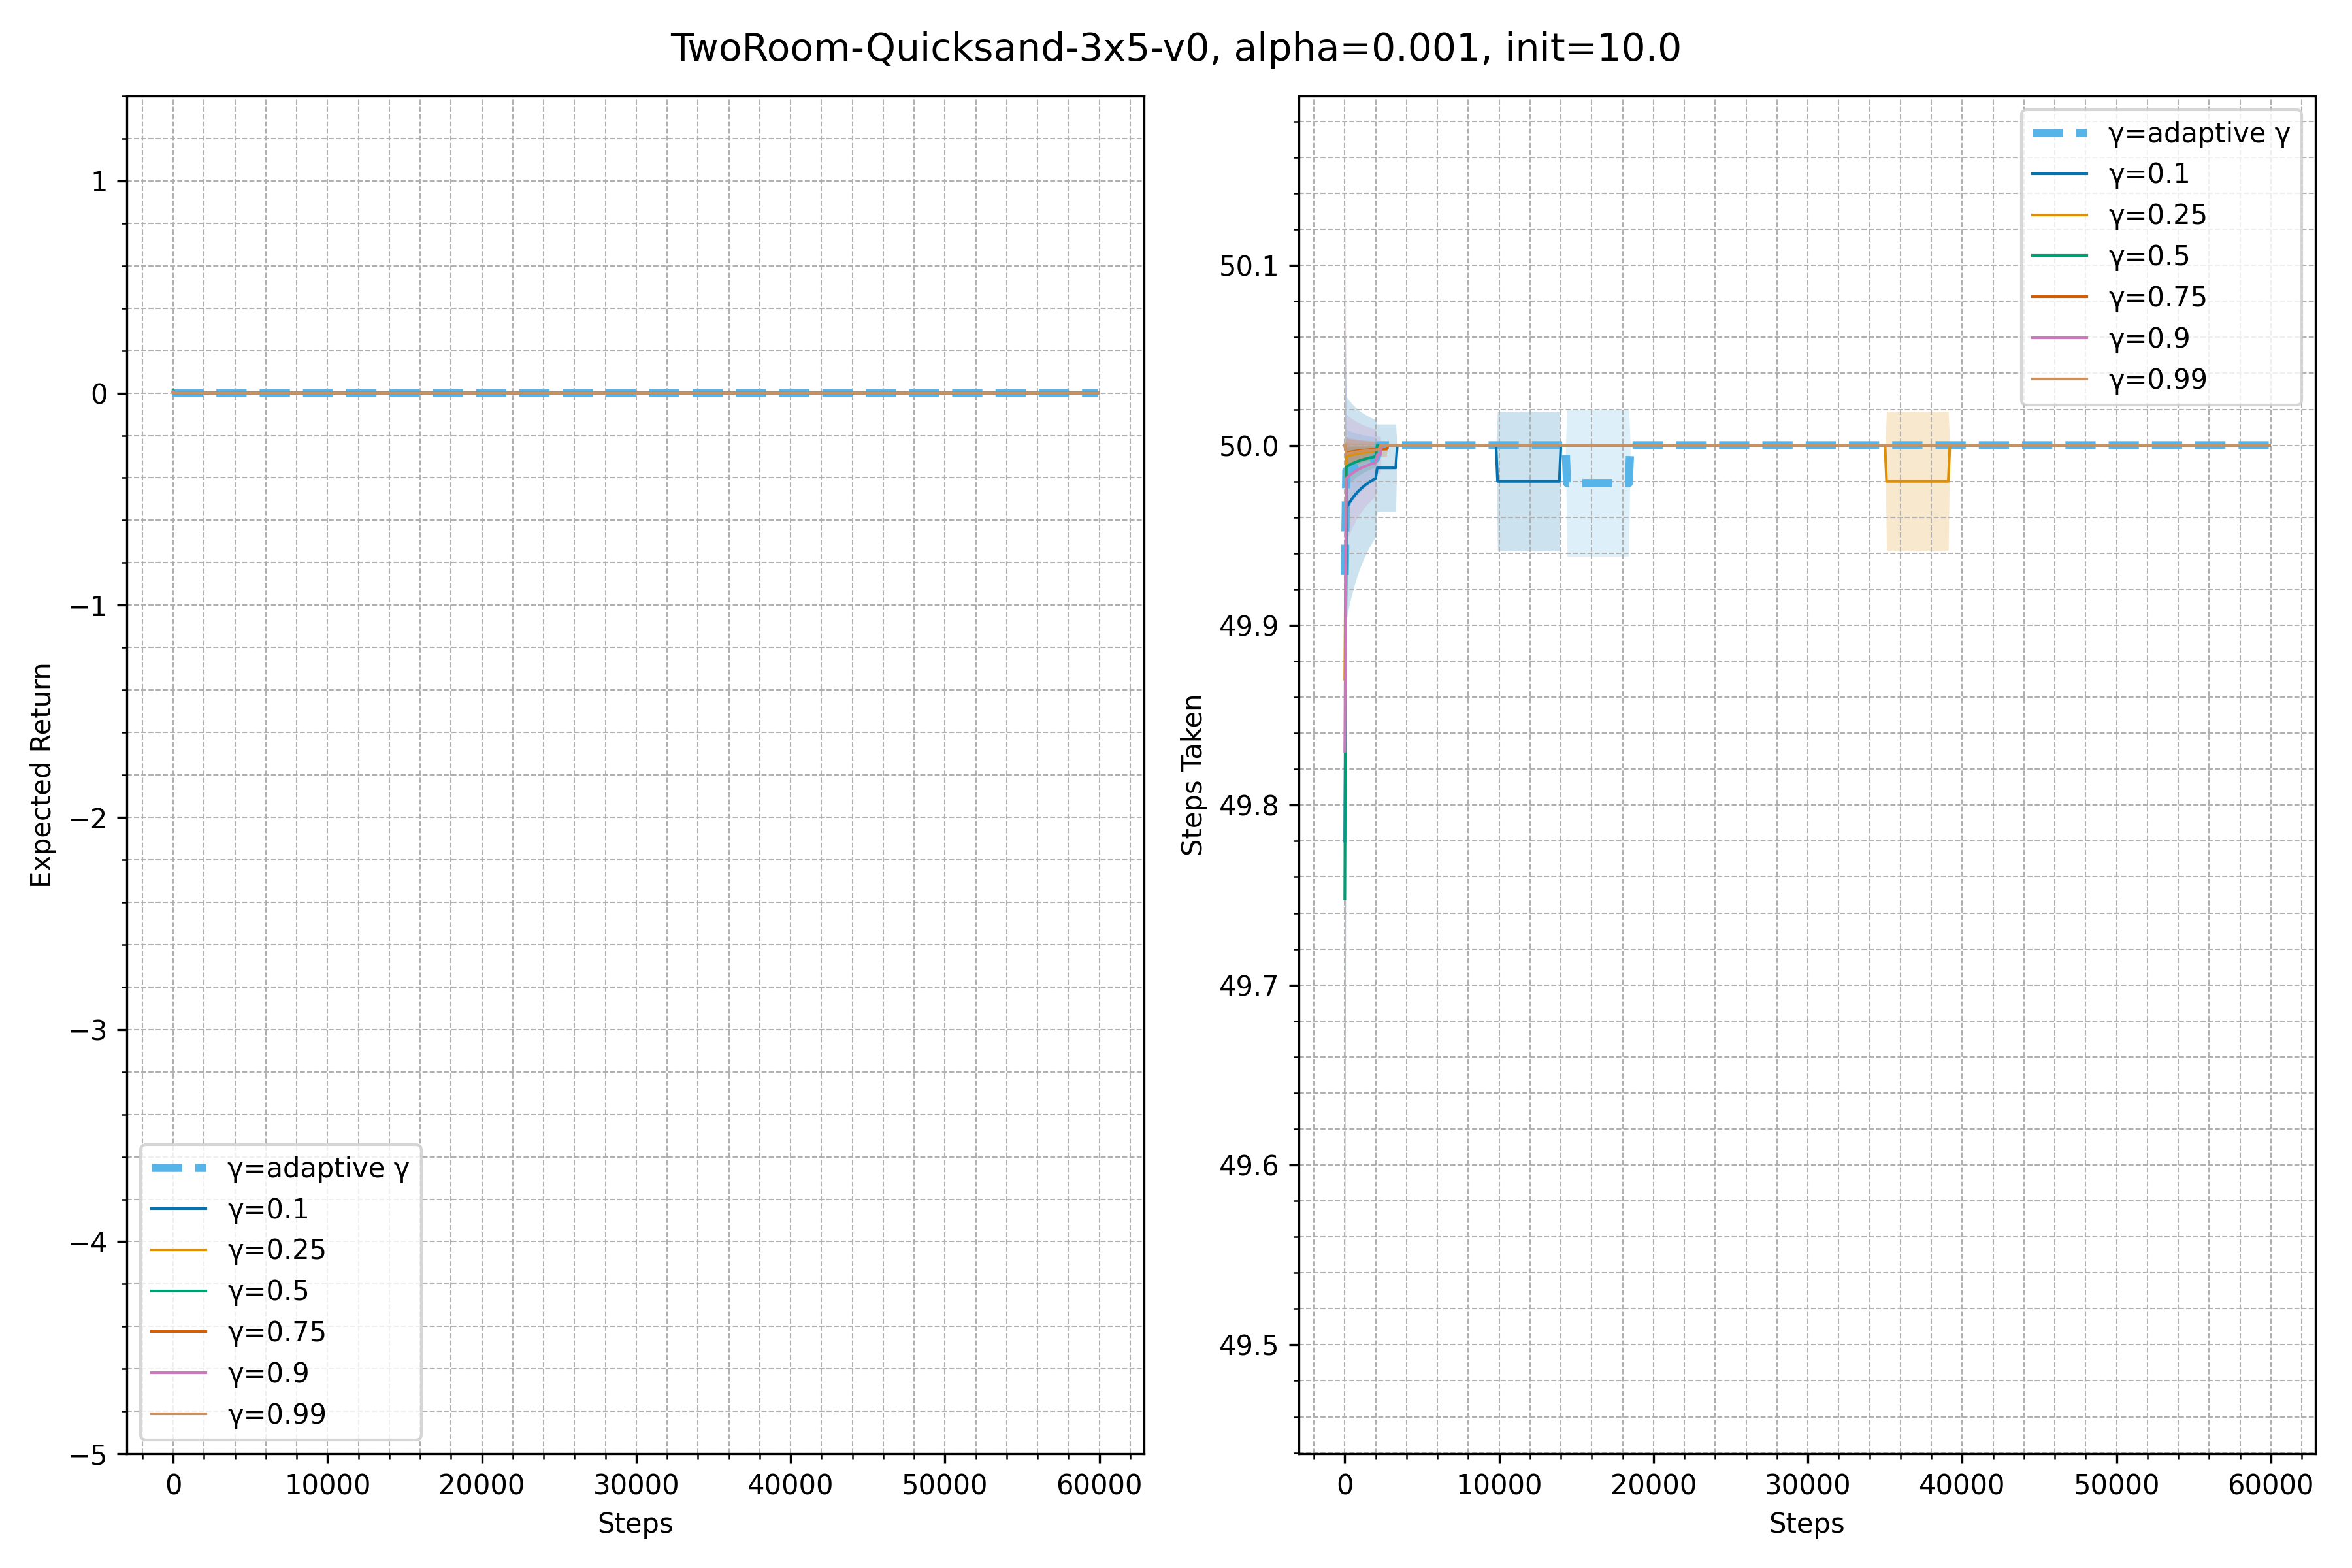 TwoRoom-Quicksand-3x5-v0, alpha=0.001, init=10.0
Expected Return
1
0
−1
−2
−3
−4
−5
γ=adaptive γ
γ=0.1
γ=0.25
γ=0.5
γ=0.75
γ=0.9
γ=0.99
0 10000 20000 30000 40000 50000 60000
Steps
Steps Taken
50.1
50.0
49.9
49.8
49.7
49.6
49.5
γ=adaptive γ
γ=0.1
γ=0.25
γ=0.5
γ=0.75
γ=0.9
γ=0.99
0 10000 20000 30000 40000 50000 60000
Steps